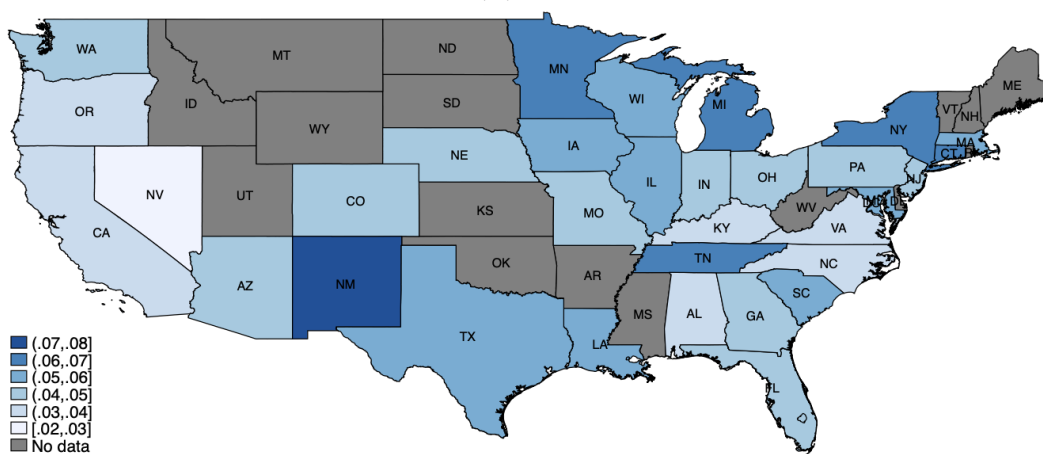 WA
MT
ND
MN
ME
OR
ID
SD
WI
MI
VT
NH
WY
NY
MA
CT
NE
IA
PA
NJ
NV
UT
CO
IL
IN
OH
MD
DE
CA
KS
MO
WV
KY
VA
AZ
NM
OK
AR
TN
NC
TX
LA
MS
AL
GA
SC
FL
(.07,.08]
(.06,.07]
(.05,.06]
(.04,.05]
(.03,.04]
[.02,.03]
No data